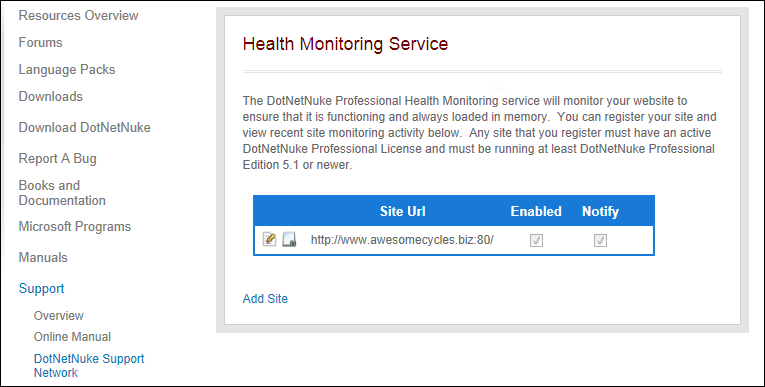 Resources Overview
Forums
Language Packs
Downloads
Download DotNetNuke
Report A Bug
Books and
Documentation
Microsoft Programs
Manuals
Support
Overview
Online Manual
DotNetNuke Support
Network
Health Monitoring Service
The DotNetNuke Professional Health Monitoring service will monitor your website to
ensure that it is functioning and always loaded in memory.  You can register your site and
view recent site monitoring activity below.  Any site that you register must have an active
DotNetNuke Professional License and must be running at least DotNetNuke Professional
Edition 5.1 or newer.
Site Url Enabled Notify
http://www.awesomecycles.biz:80/
Add Site